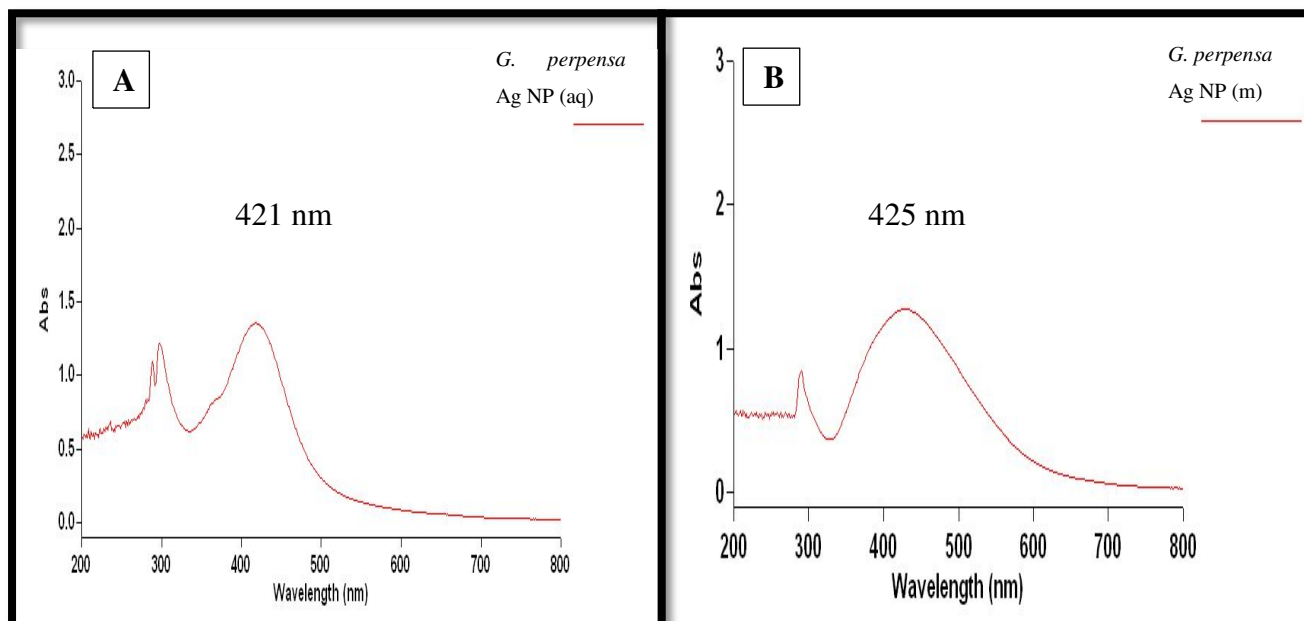 A
G. perpensa
Ag NP (aq)
421 nm
3.0
2.5
2.0
1.5
1.0
0.5
0.0
Abs
200 300 400 500 600 700 800
Wavelength (nm)
B
G. perpensa
Ag NP (m)
425 nm
3
2
1
0
Abs
200 300 400 500 600 700 800
Wavelength (nm)